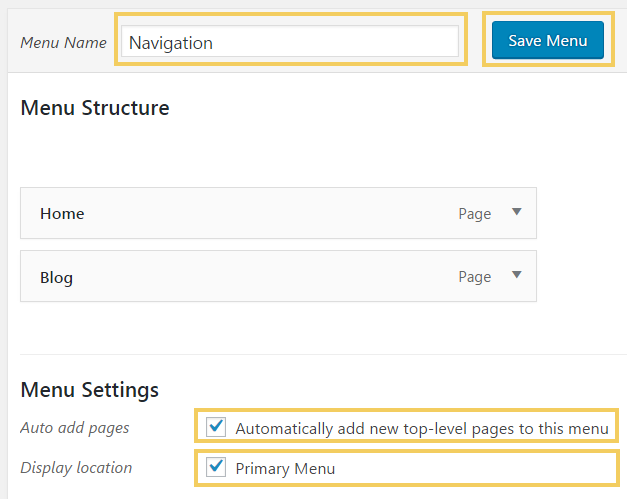 Menu Name Navigation Save Menu
Menu Structure
Home Page
Blog Page
Menu Settings
Auto add pages Automatically add new top-level pages to this menu
Display location Primary Menu